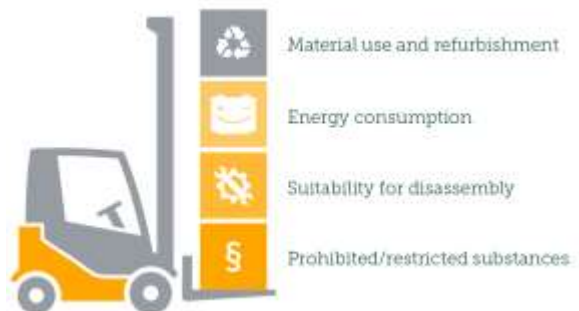 Material use and refurbishment
Energy consumption
Suitability for disassembly
§
Prohibited/restricted substances